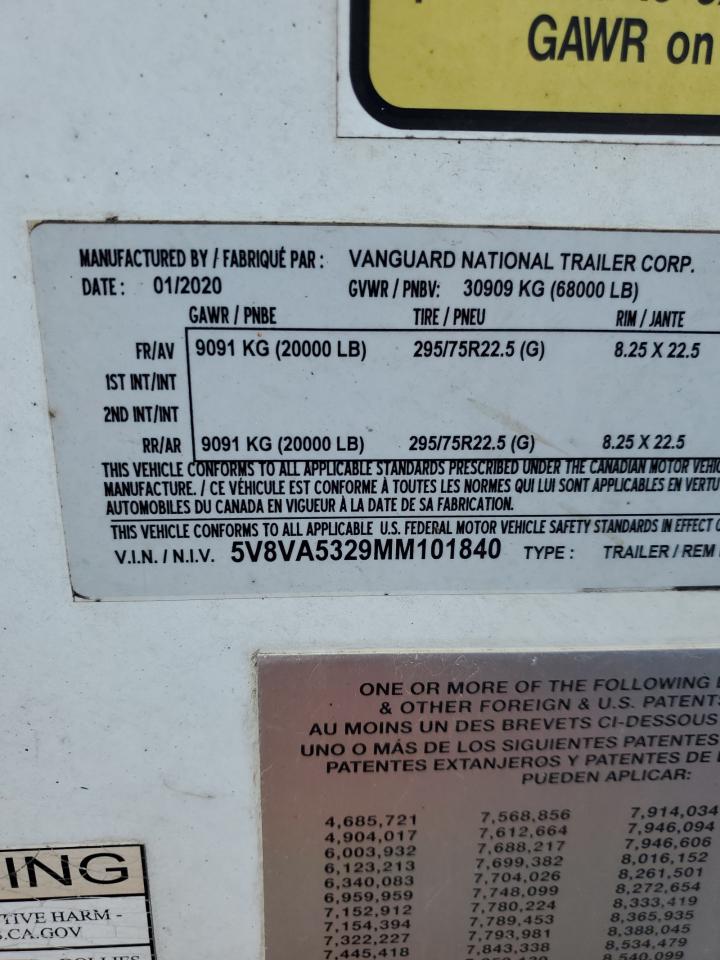 GAWR on
MANUFACTURED BY / FABRIQUÉ PAR : VANGUARD NATIONAL TRAILER CORP.
DATE : 01/2020 GVWR / PNBV: 30909 KG (68000 LB)
GAWR / PNBE TIRE / PNEU RIM / JANTE
FR/AV 9091 KG (20000 LB) 295/75R22.5 (G) 8.25 X 22.5
1ST INT/INT
2ND INT/INT
RR/AR 9091 KG (20000 LB) 295/75R22.5 (G) 8.25 X 22.5
THIS VEHICLE CONFORMS TO ALL APPLICABLE STANDARDS PRESCRIBED UNDER THE CANADIAN MOTOR
MANUFACTURE. / CE VÉHICULE EST CONFORME À TOUTES LES NORMES QUI LUI SONT APPLICABLES EN VERTU
AUTOMOBILES DU CANADA EN VIGUEUR À LA DATE DE SA FABRICATION.
THIS VEHICLE CONFORMS TO ALL APPLICABLE U.S. FEDERAL MOTOR VEHICLE SAFETY STANDARDS IN EFFECT
V.I.N. / N.I.V. 5V8VA5329MM101840 TYPE : TRAILER / REM
ONE OR MORE OF THE FOLLOWING
& OTHER FOREIGN & U.S. PATENTS
AU MOINS UN DES BREVETS CI-DESSOUS
UNO O MÁS DE LOS SIGUIENTES PATENTES
PATENTES EXTANJEROS Y PATENTES DE
PUEDEN APLICAR:
4,685,721 7,568,856 7,914,034
4,904,017 7,612,664 7,946,094
6,003,932 7,688,217 7,946,606
6,123,213 7,699,382 8,016,152
6,340,083 7,704,026 8,261,501
6,959,959 7,748,099 8,272,654
7,152,912 7,780,224 8,333,419
7,154,394 7,789,453 8,365,935
7,322,227 7,793,981 8,388,045
7,445,418 7,843,338 8,534,479
8,540,099
ING
TIVE HARM -
.CA.GOV